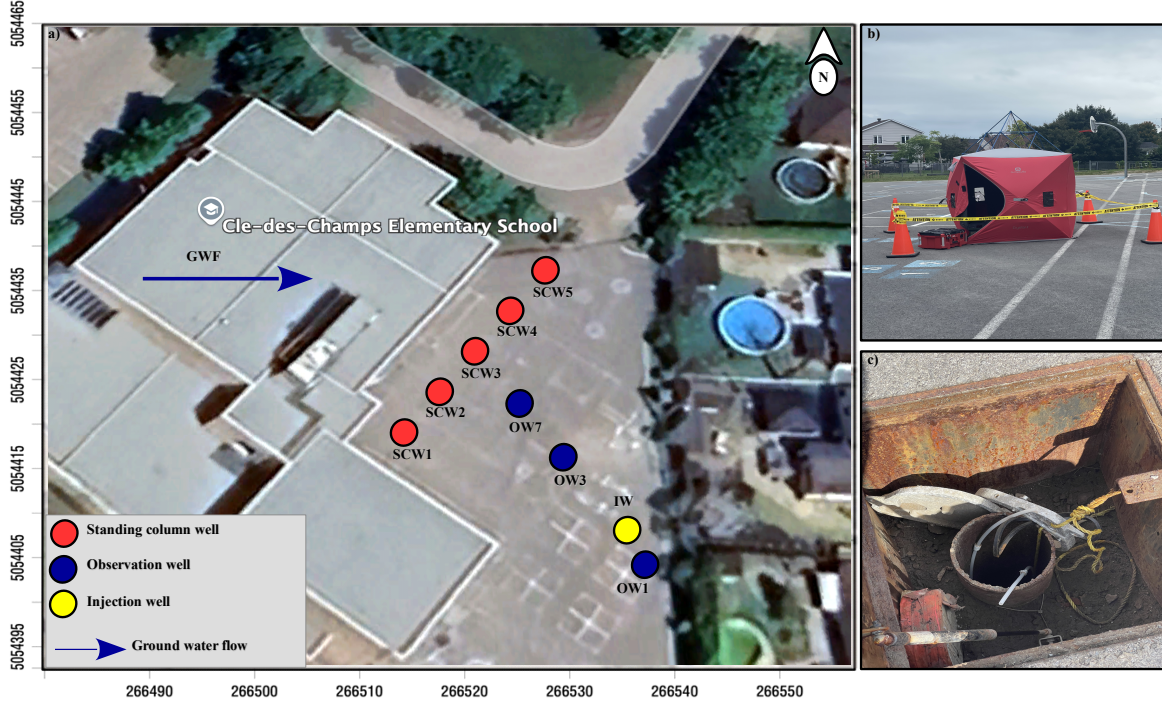 a)
N
Cle-des-Champs Elementary School
GWF
SCW5
SCW4
SCW3
SCW2
SCW1
OW7
OW3
IW
OW1
Standing column well
Observation well
Injection well
Ground water flow
5054465
5054455
5054445
5054435
5054425
5054415
5054405
5054395
266490 266500 266510 266520 266530 266540 266550
b)
c)